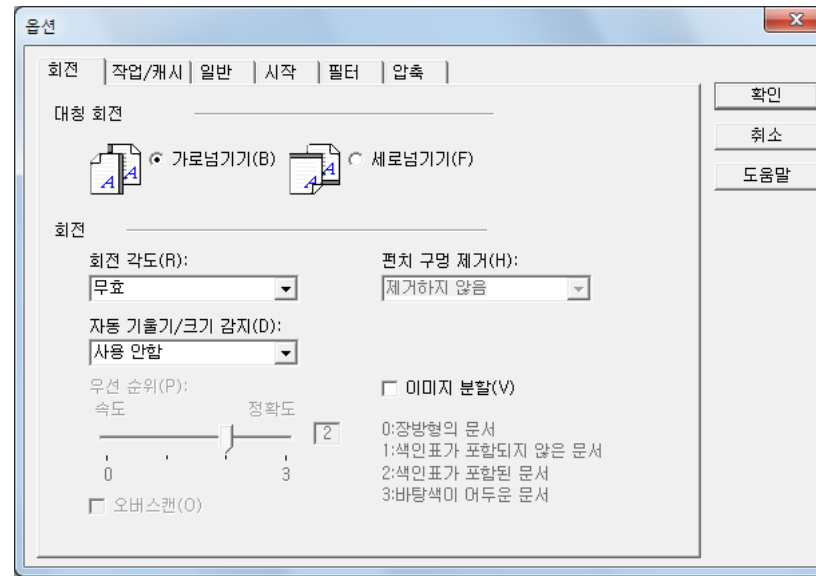 옵션
회전 작업/캐시 일반 시작 필터 압축
확인
취소
도움말
대칭 회전
A A 가로넘기기(B) A A 세로넘기기(F)
회전
회전 각도(R): 펀치 구멍 제거(H):
무효 제거하지 않음
자동 기울기/크기 감지(D):
사용 안함
우선 순위(P): 이미지 분할(V)
속도 정확도
2
0 3
0:장방형의 문서
1:색인표가 포함되지 않은 문서
2:색인표가 포함된 문서
3:바탕색이 어두운 문서
오버스캔(O)